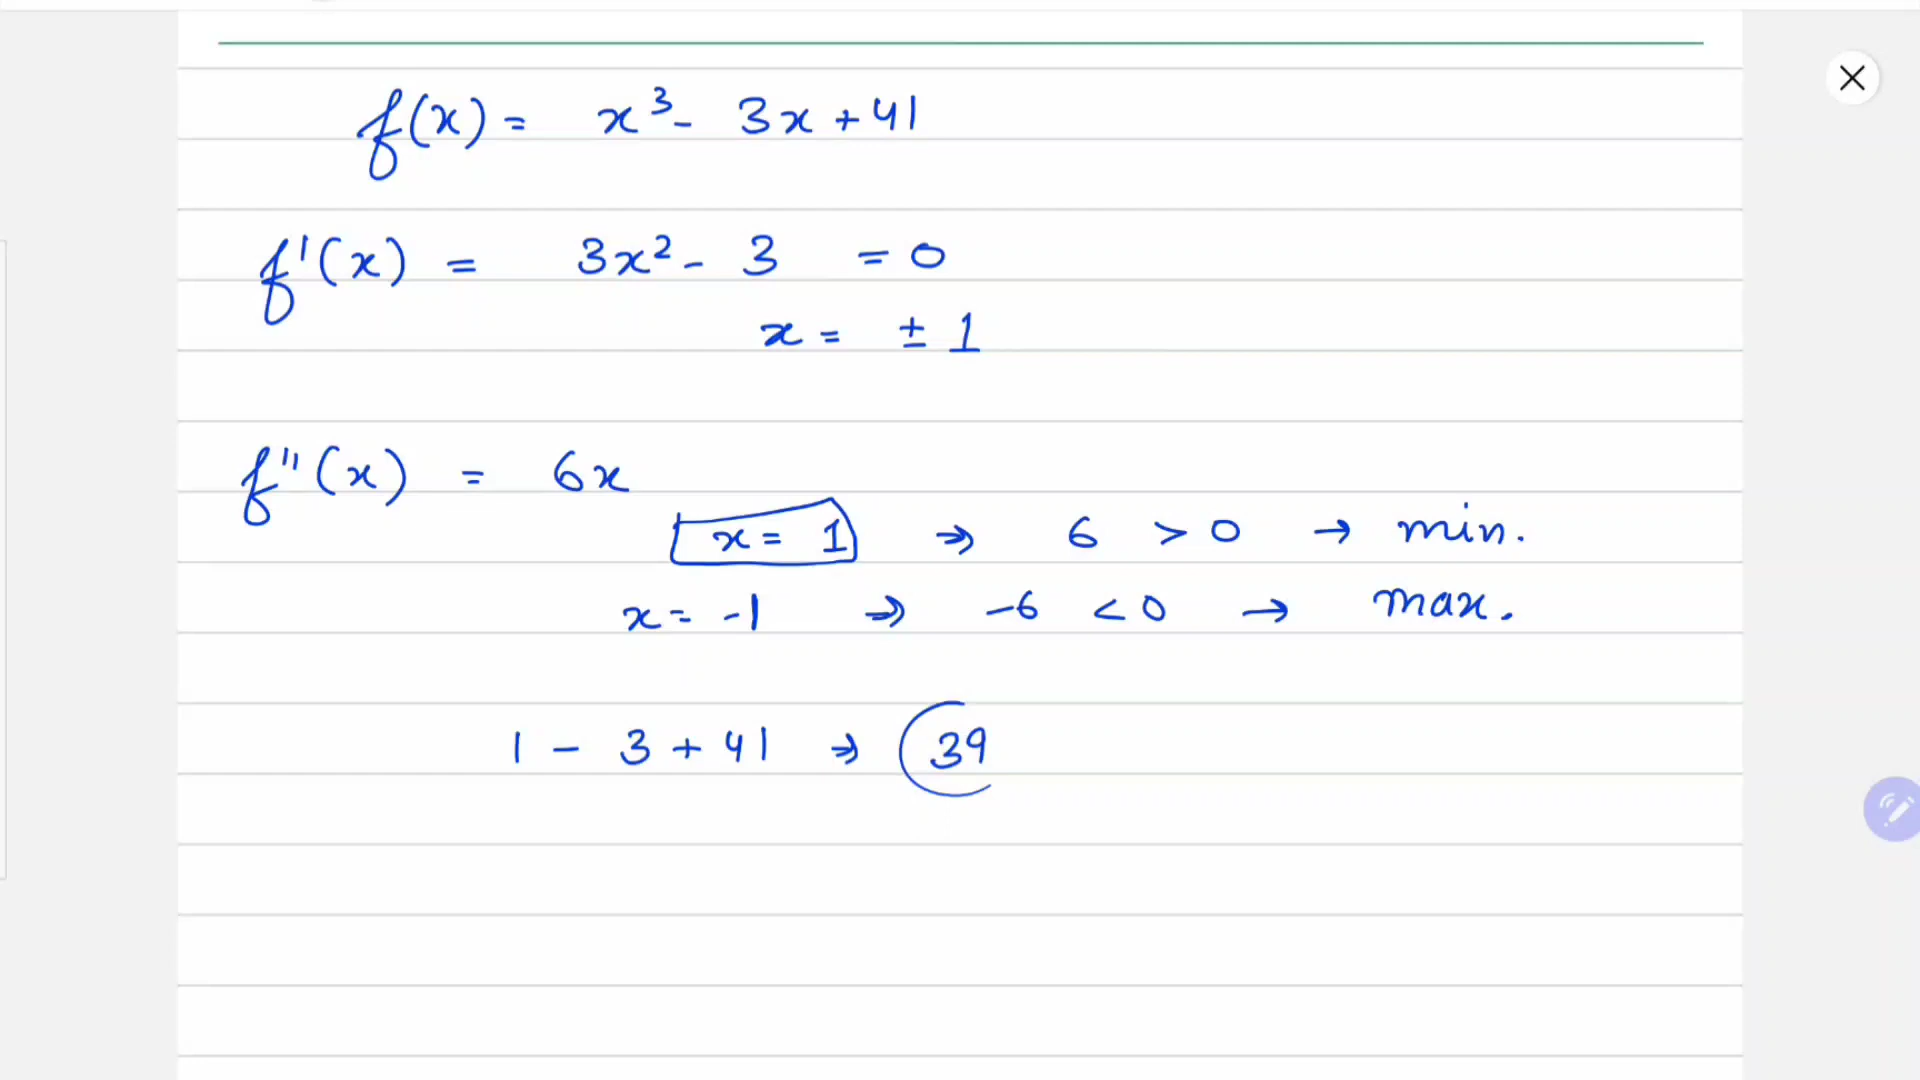 f(x) = x³ - 3x + 41
f'(x) = 3x² - 3 = 0
x = ± 1
f"(x) = 6x
x = 1 ⇒ 6 > 0 → min.
x = -1 ⇒ -6 < 0 → max.
1 - 3 + 41 ⇒ 39